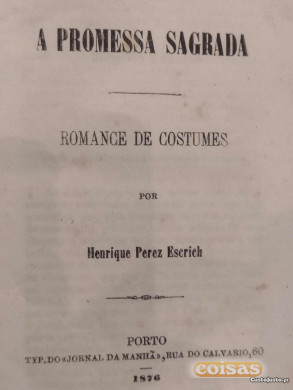 A PROMESSA SAGRADA
ROMANCE DE COSTUMES
POR
Henrique Perez Escrich
PORTO
TYP. DO «JORNAL DA MANHÃ», RUA DO CALVARIO, 60
1876
coisas